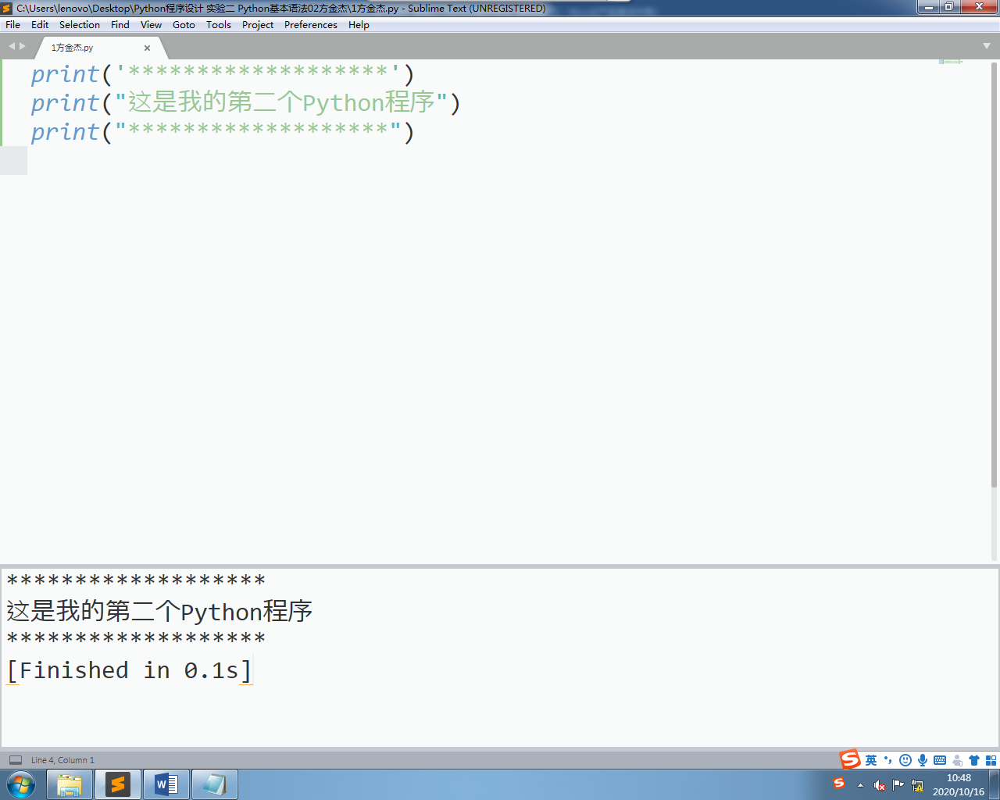 C:\Users\lenovo\Desktop\Python程序设计 实验二 Python基本语法02方金杰\1方金杰.py - Sublime Text (UNREGISTERED)
File Edit Selection Find View Goto Tools Project Preferences Help
1方金杰.py
print('*******************')
print("这是我的第二个Python程序")
print("*******************")
*******************
这是我的第二个Python程序
*******************
[Finished in 0.1s]
Line 4, Column 1
英
10:48
2020/10/16